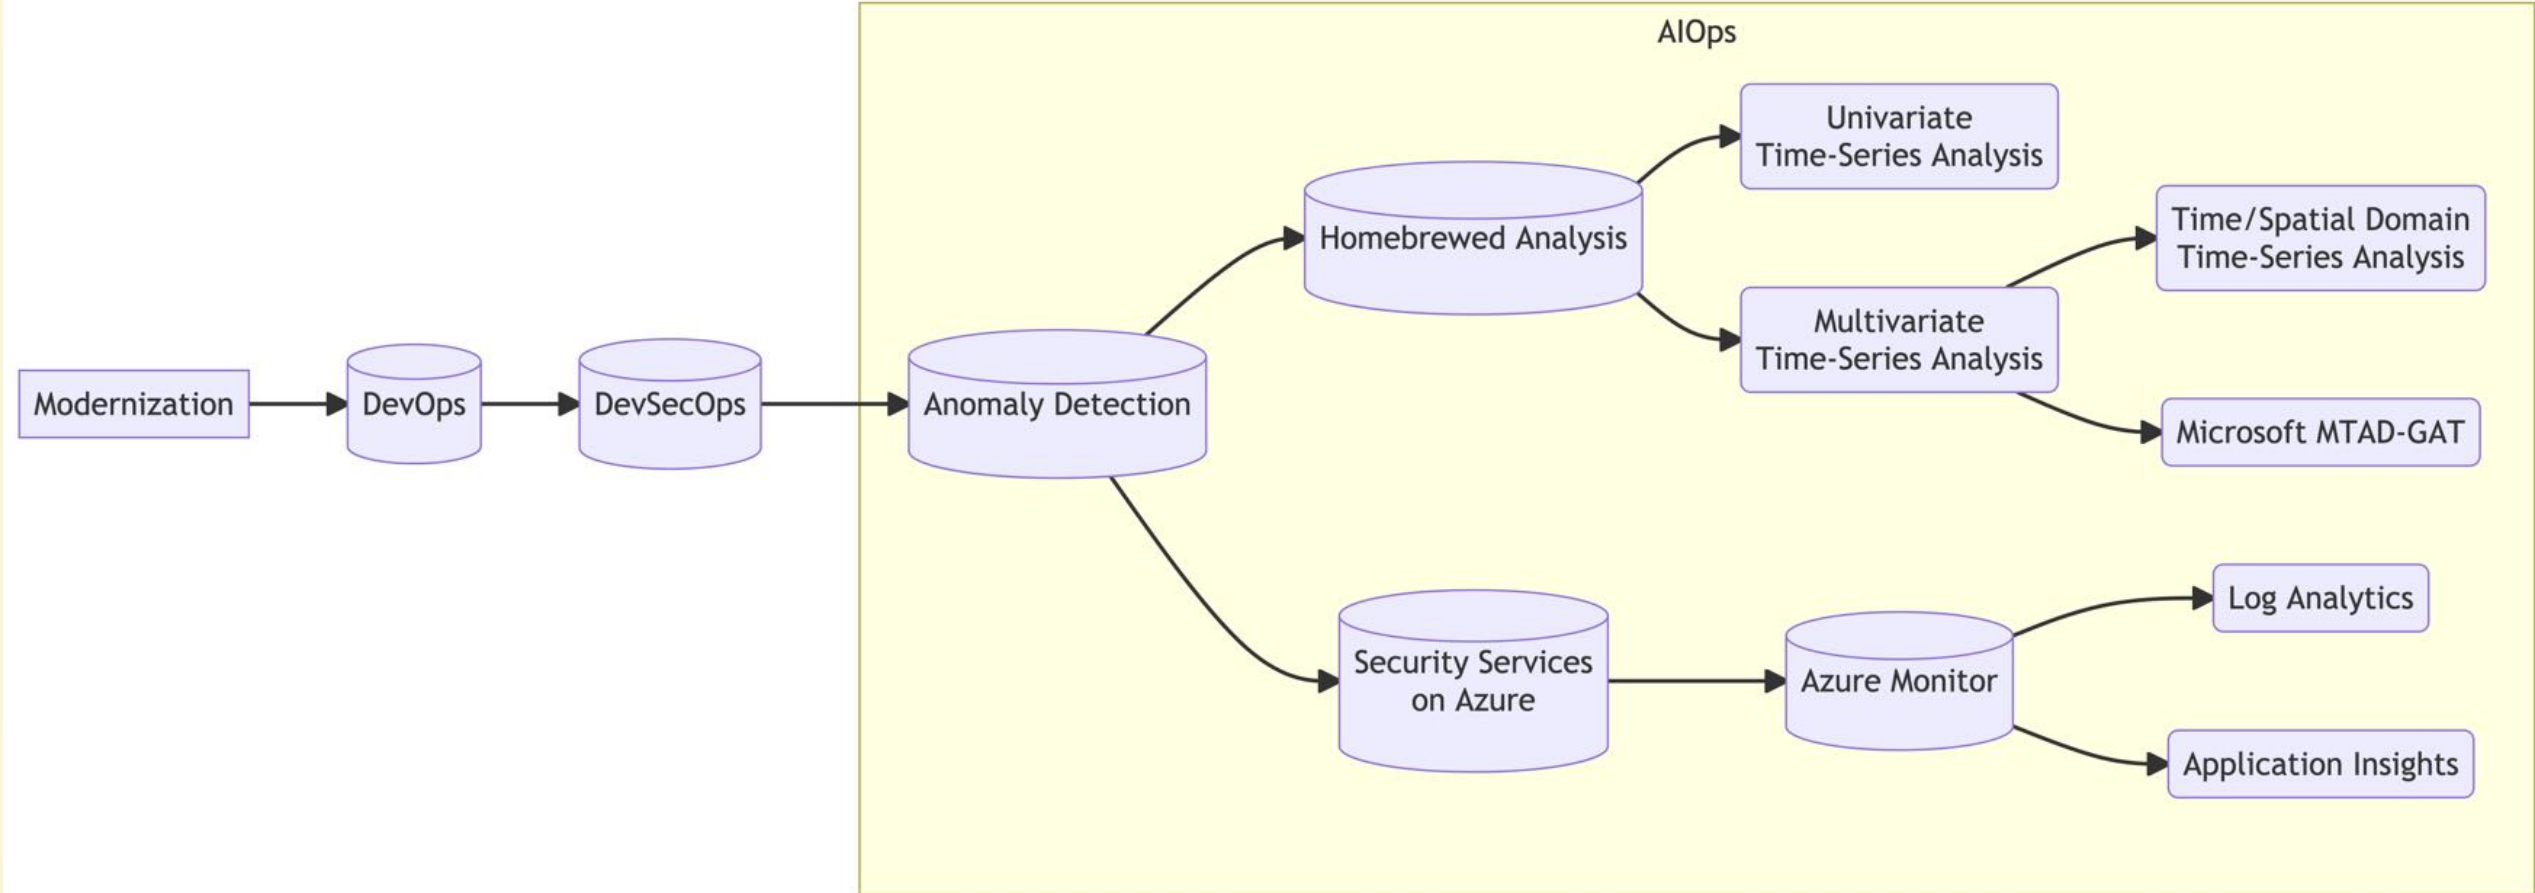 AIOps
Modernization
DevOps
DevSecOps
Anomaly Detection
Homebrewed Analysis
Univariate
Time-Series Analysis
Multivariate
Time-Series Analysis
Time/Spatial Domain
Time-Series Analysis
Microsoft MTAD-GAT
Security Services
on Azure
Azure Monitor
Log Analytics
Application Insights